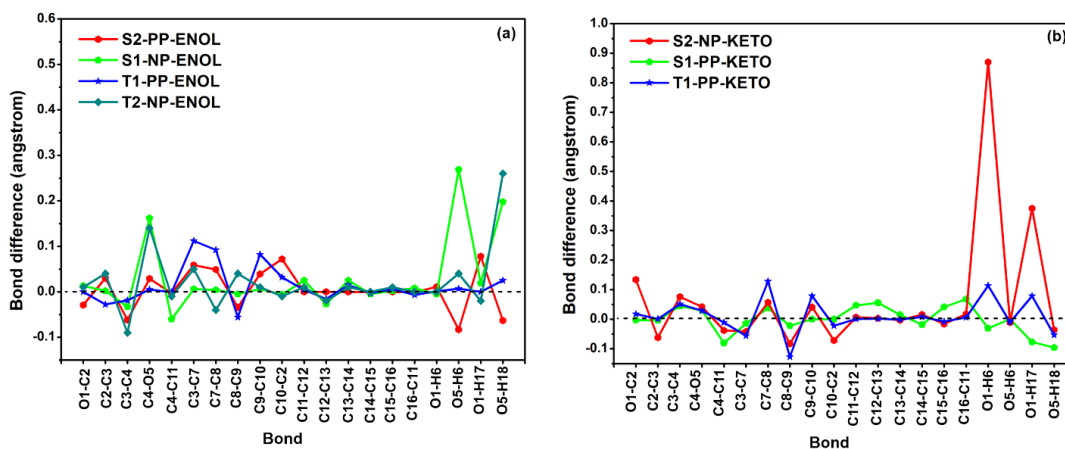 (a)
S2-PP-ENOL
S1-NP-ENOL
T1-PP-ENOL
T2-NP-ENOL
Bond difference (angstrom)
0.6
0.5
0.4
0.3
0.2
0.1
0.0
-0.1
O1-C2
C2-C3
C3-C4
C4-O5
C4-C11
C3-C7
C7-C8
C8-C9
C9-C10
C10-C2
C11-C12
C12-C13
C13-C14
C14-C15
C15-C16
C16-C11
O1-H6
O5-H6
O1-H17
O5-H18
Bond
(b)
S2-NP-KETO
S1-PP-KETO
T1-PP-KETO
Bond difference (angstrom)
1.0
0.9
0.8
0.7
0.6
0.5
0.4
0.3
0.2
0.1
0.0
-0.1
O1-C2
C2-C3
C3-C4
C4-O5
C4-C11
C3-C7
C7-C8
C8-C9
C9-C10
C10-C2
C11-C12
C12-C13
C13-C14
C14-C15
C15-C16
C16-C11
O1-H6
O5-H6
O1-H17
O5-H18
Bond